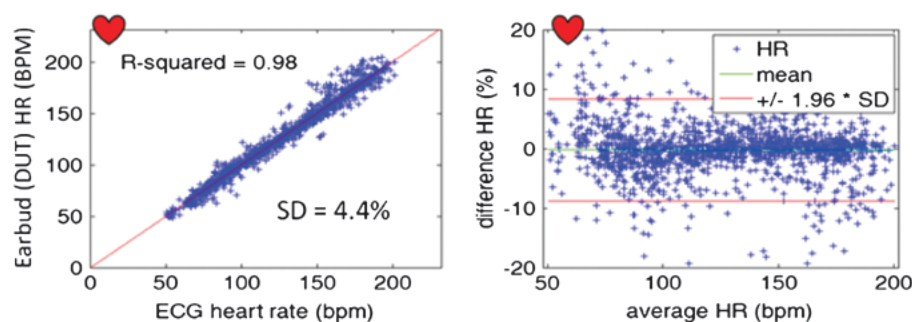 Earbud (DUT) HR (BPM)
200
150
100
50
0
R-squared = 0.98
SD = 4.4%
0 50 100 150 200
ECG heart rate (bpm)
difference HR (%)
20
10
0
-10
-20
HR
mean
+/- 1.96 * SD
50 100 150 200
average HR (bpm)